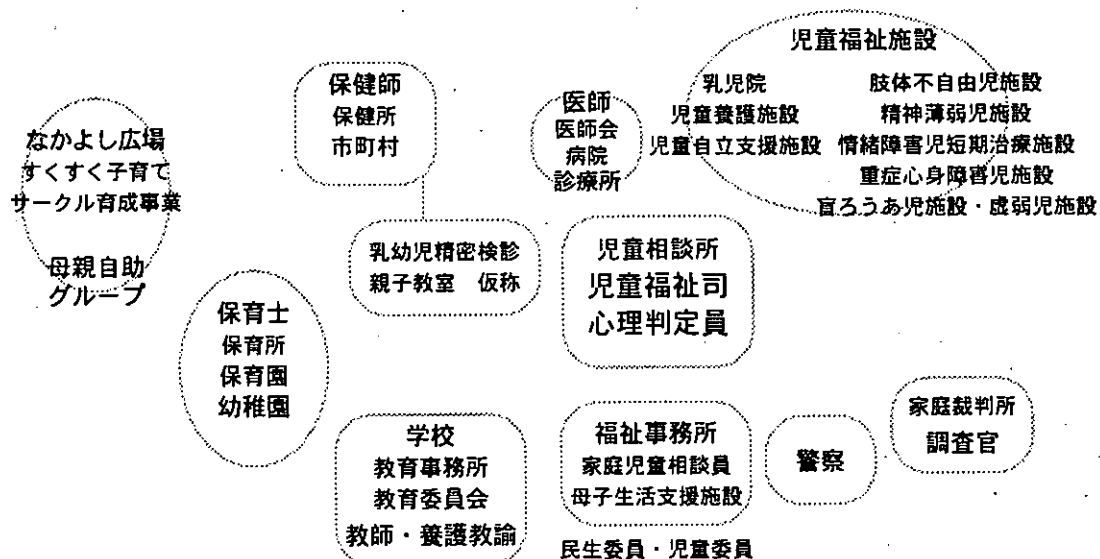 児童福祉施設
乳児院
児童養護施設
児童自立支援施設
肢体不自由児施設
精神薄弱児施設
情緒障害児短期治療施設
重症心身障害児施設
盲ろうあ児施設・虚弱児施設
保健師
保健所
市町村
医師
医師会
病院
診療所
なかよし広場
すくすく子育て
サークル育成事業
母親自助
グループ
乳幼児精密検診
親子教室 仮称
児童相談所
児童福祉司
心理判定員
保育士
保育所
保育園
幼稚園
学校
教育事務所
教育委員会
教師・養護教諭
福祉事務所
家庭児童相談員
母子生活支援施設
民生委員・児童委員
警察
家庭裁判所
調査官